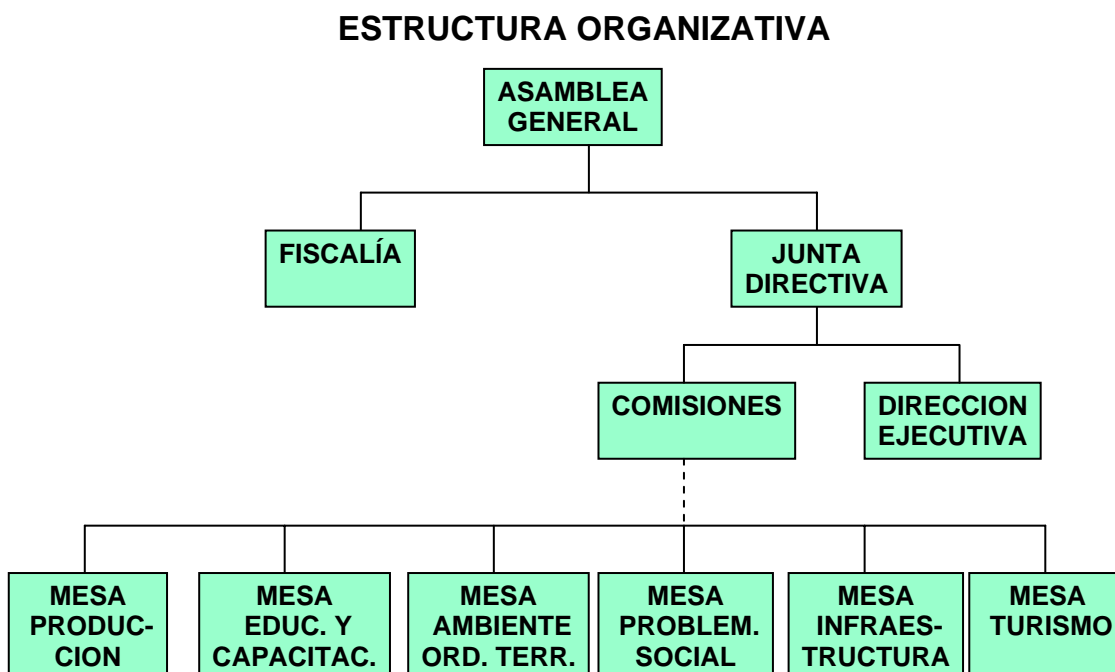 ESTRUCTURA ORGANIZATIVA
ASAMBLEA
GENERAL
FISCALÍA
JUNTA
DIRECTIVA
COMISIONES
DIRECCION
EJECUTIVA
MESA
PRODUC-
CION
MESA
EDUC. Y
CAPACITAC.
MESA
AMBIENTE
ORD. TERR.
MESA
PROBLEM.
SOCIAL
MESA
INFRAES-
TRUCTURA
MESA
TURISMO